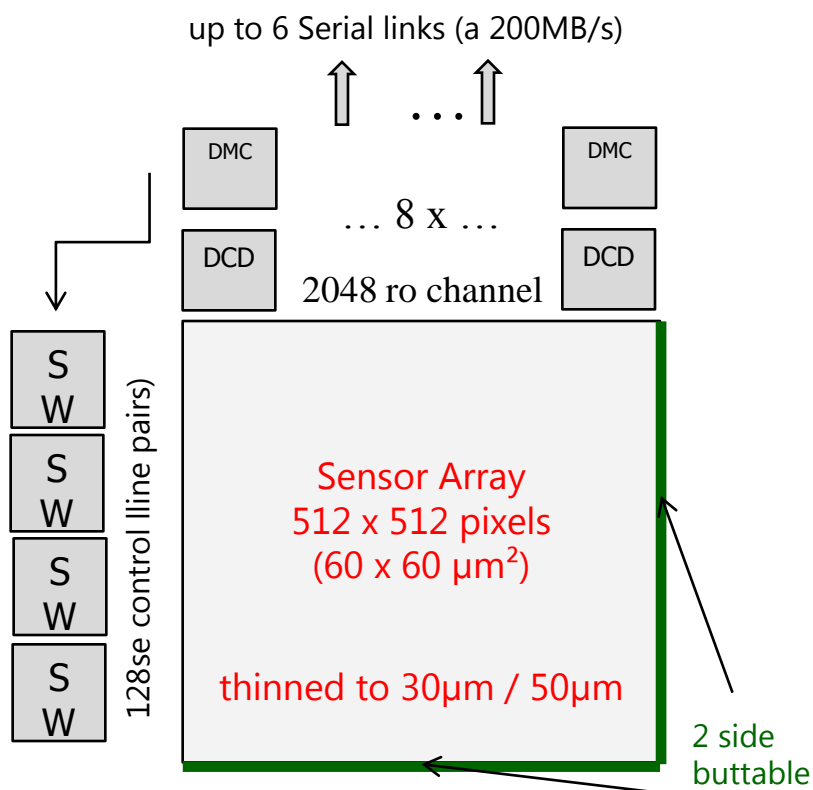 up to 6 Serial links (a 200MB/s)
...
DMC
DMC
... 8 x ...
DCD
DCD
2048 ro channel
S
W
S
W
S
W
S
W
128se control lline pairs)
Sensor Array
512 x 512 pixels
(60 x 60 µm²)
thinned to 30µm / 50µm
2 side
buttable